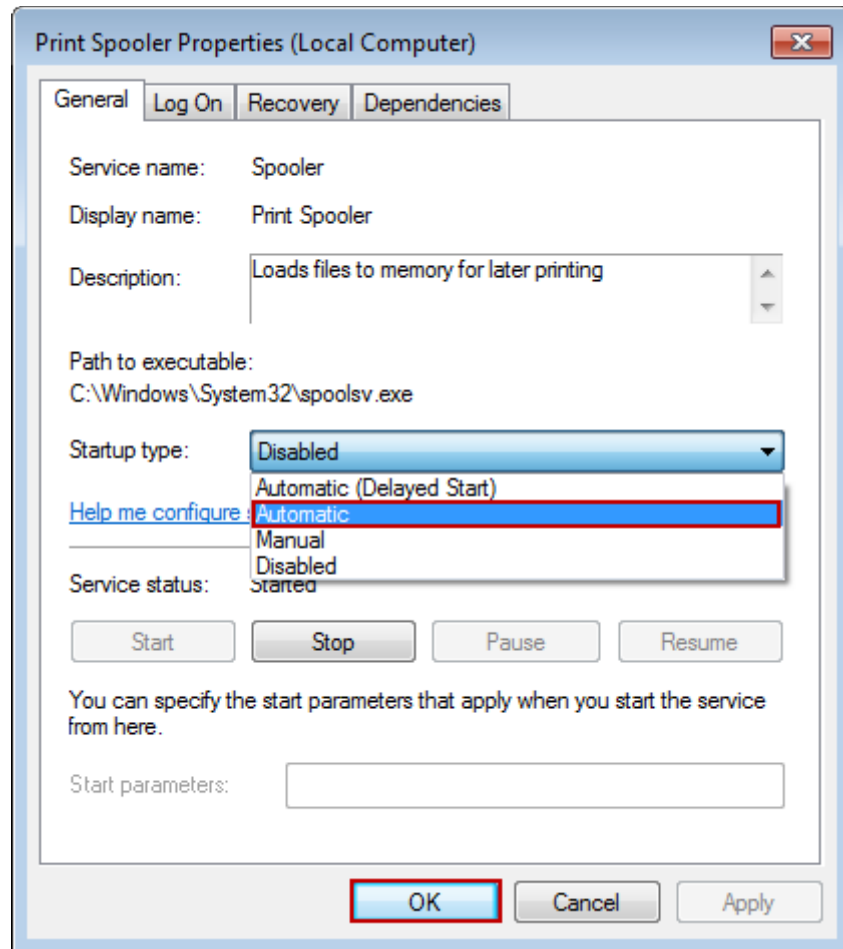 Print Spooler Properties (Local Computer)
General Log On Recovery Dependencies
Service name: Spooler
Display name: Print Spooler
Description: Loads files to memory for later printing
Path to executable:
C:\Windows\System32\spoolsv.exe
Startup type: Disabled
Automatic (Delayed Start)
Help me configure Automatic
Manual
Disabled
Service status: Started
Start Stop Pause Resume
You can specify the start parameters that apply when you start the service
from here.
Start parameters:
OK Cancel Apply